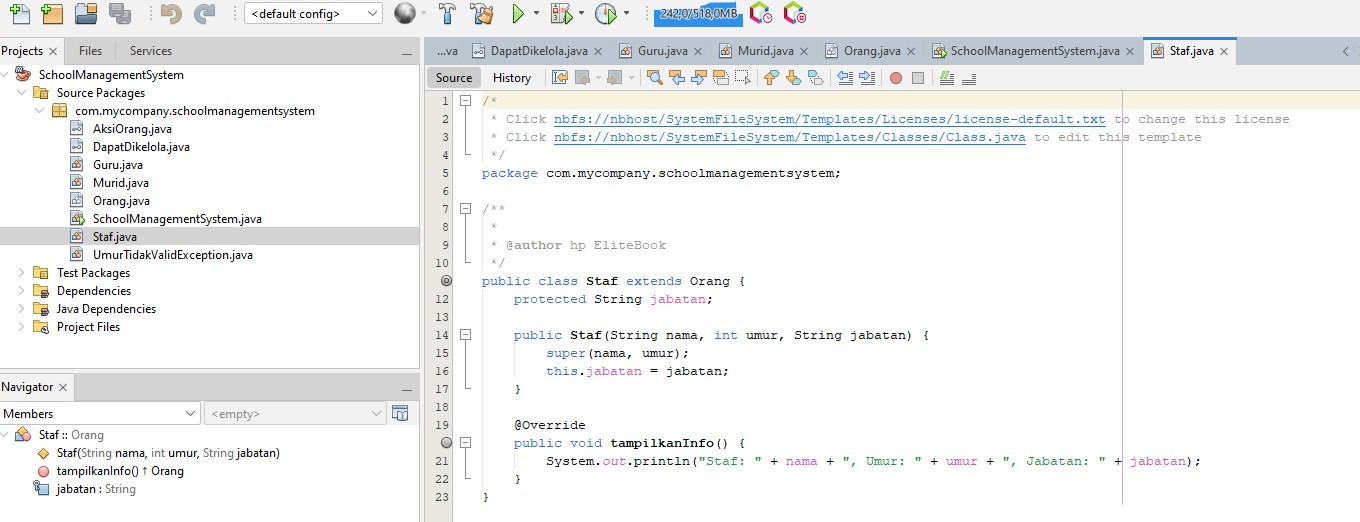 <default config>
242,0/518,0MB
Projects
Files
Services
SchoolManagementSystem
Source Packages
com.mycompany.schoolmanagementsystem
AksiOrang.java
DapatDikelola.java
Guru.java
Murid.java
Orang.java
SchoolManagementSystem.java
Staf.java
UmurTidakValidException.java
Test Packages
Dependencies
Java Dependencies
Project Files
Navigator
Members
<empty>
Staf :: Orang
Staf(String nama, int umur, String jabatan)
tampilkanInfo() ↑ Orang
jabatan : String
...va
DapatDikelola.java
Guru.java
Murid.java
Orang.java
SchoolManagementSystem.java
Staf.java
Source
History
1 /*
2 * Click nbfs://nbhost/SystemFileSystem/Templates/Licenses/license-default.txt to change this license
3 * Click nbfs://nbhost/SystemFileSystem/Templates/Classes/Class.java to edit this template
4 */
5 package com.mycompany.schoolmanagementsystem;
6
7 /**
8 *
9 * @author hp EliteBook
10 */
public class Staf extends Orang {
12 protected String jabatan;
13
14 public Staf(String nama, int umur, String jabatan) {
15 super(nama, umur);
16 this.jabatan = jabatan;
17 }
18
19 @Override
public void tampilkanInfo() {
21 System.out.println("Staf: " + nama + ", Umur: " + umur + ", Jabatan: " + jabatan);
22 }
23 }